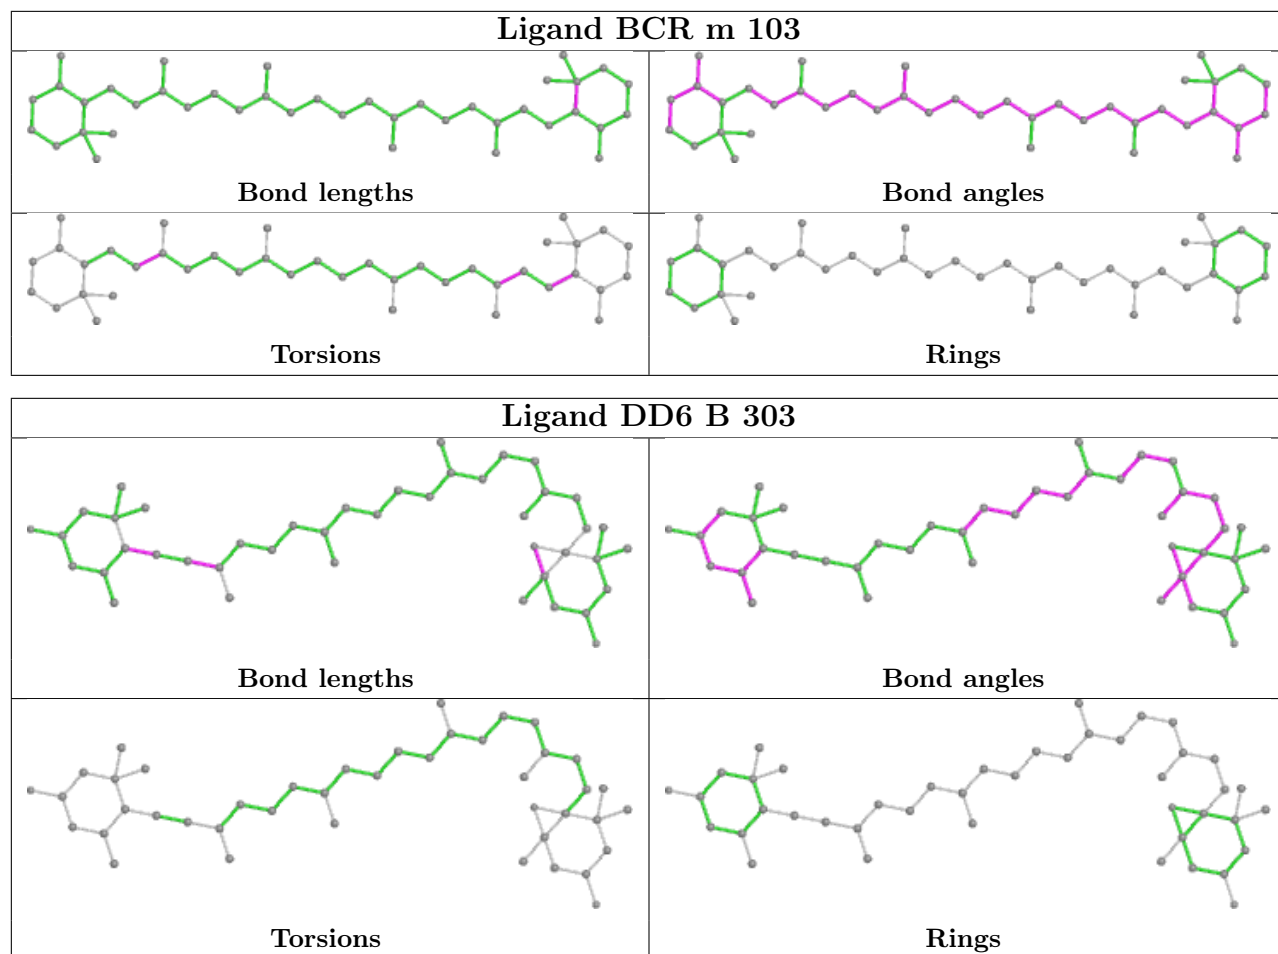 Ligand BCR m 103
Bond lengths
Bond angles
Torsions
Rings
Ligand DD6 B 303
Bond lengths
Bond angles
Torsions
Rings